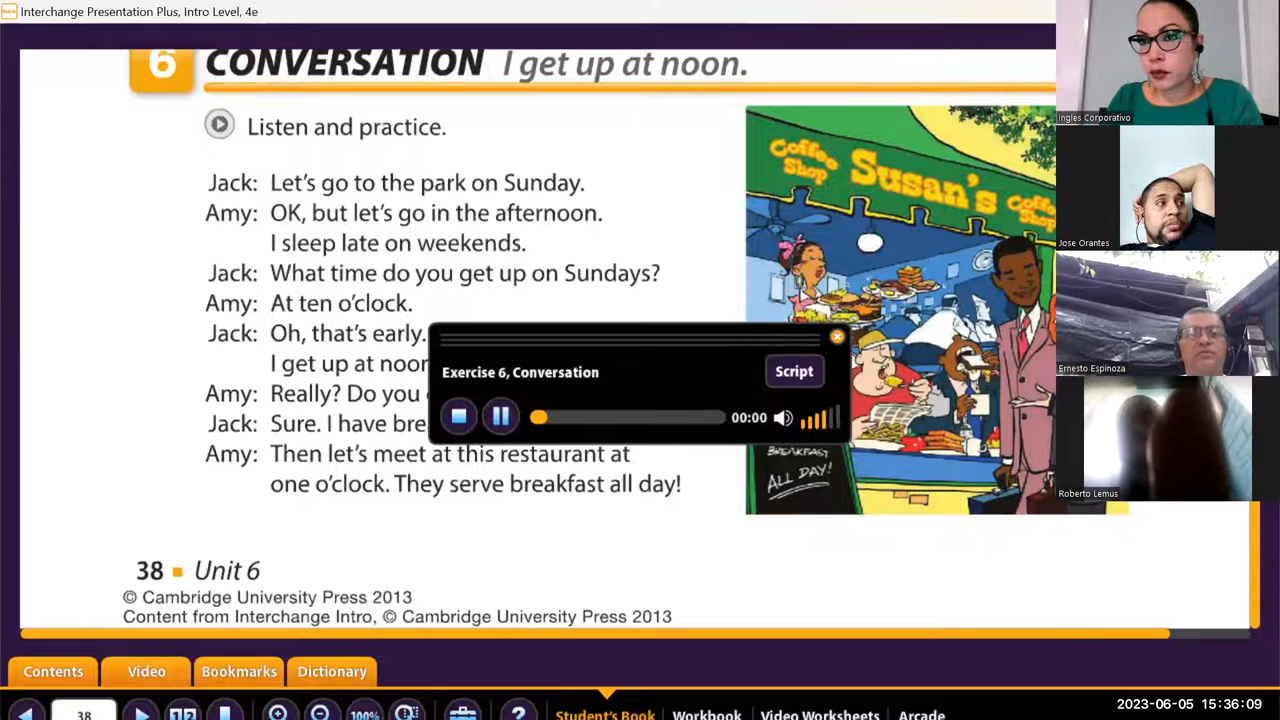 Interchange Presentation Plus, Intro Level, 4e
6 CONVERSATION I get up at noon.
Listen and practice.
Jack: Let's go to the park on Sunday.
Amy: OK, but let's go in the afternoon.
I sleep late on weekends.
Jack: What time do you get up on Sundays?
Amy: At ten o'clock.
Jack: Oh, that's early.
I get up at noon
Amy: Really? Do you
Jack: Sure. I have
Amy: Then let's meet at this restaurant at
one o'clock. They serve breakfast all day!
Coffee Shop Susan's Coffee Shop
BREAKFAST
ALL DAY!
Exercise 6, Conversation
Script
00:00
38 Unit 6
© Cambridge University Press 2013
Content from Interchange Intro, © Cambridge University Press 2013
Contents Video Bookmarks Dictionary
38 100% ? Student's Book Workbook Video Worksheets Arcade
Ingles Corporativo
Jose Orantes
Ernesto Espinoza
Roberto Lemus
2023-06-05 15:36:09